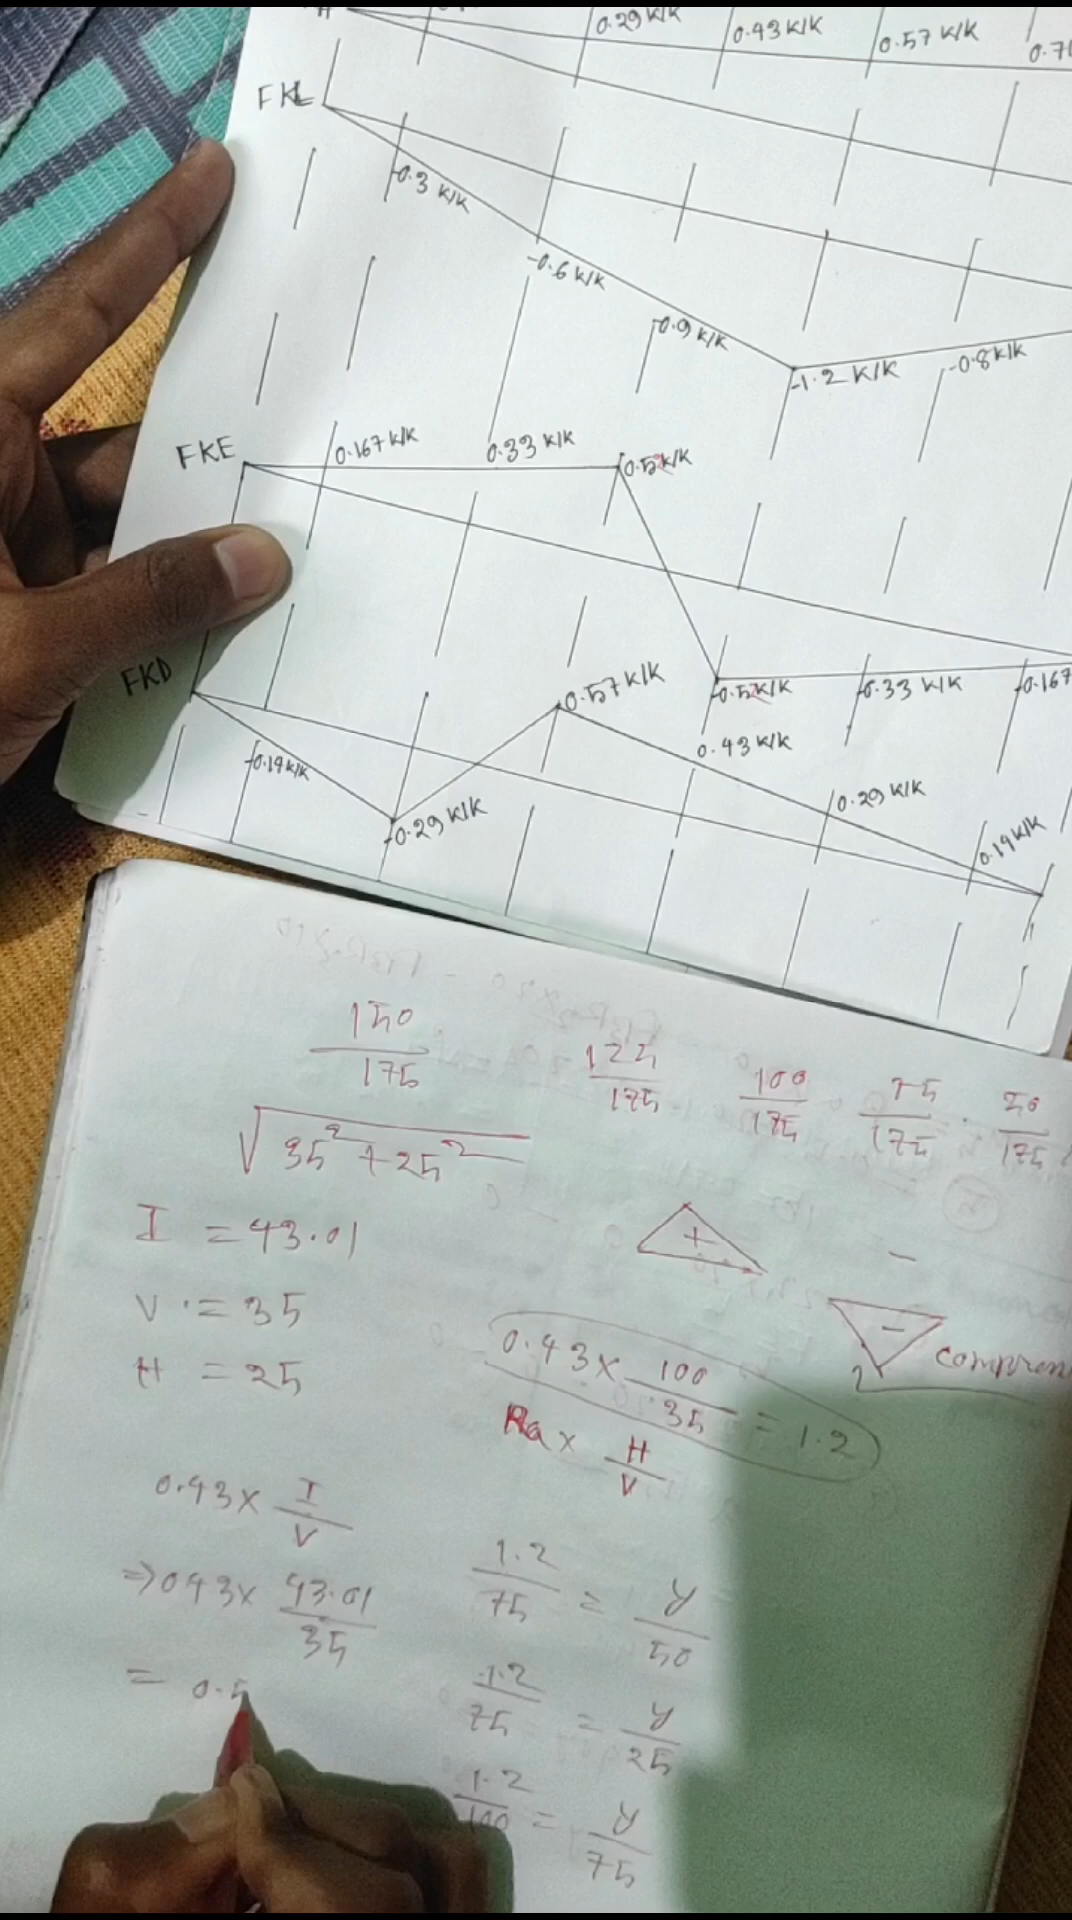 0.29 K/K
0.43 K/K
0.57 K/K
FKL
-0.3 K/K
-0.6 K/K
-0.9 K/K
-1.2 K/K
-0.8 K/K
FKE
0.167 K/K
0.33 K/K
0.5 K/K
FKD
-0.5 K/K
-0.33 K/K
-0.167
-0.14 K/K
-0.29 K/K
0.57 K/K
0.43 K/K
0.29 K/K
0.14 K/K
150/175
125/175
100/175
75/175
50/175
√35²+25²
I = 43.01
V = 35
H = 25
+
-
-
0.43 × 100/35 = 1.2
Ra × H/V
0.43 × I/V
⇒ 0.43 × 43.01/35
= 0.5
1.2/75 = y/50
1.2/75 = y/25
1.2/100 = y/75